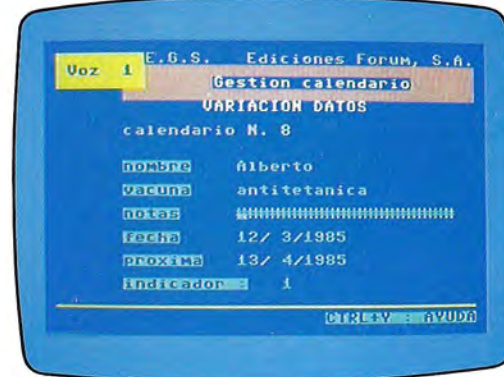 Voz 1
E.G.S. Ediciones Forum, S.A.
Gestion calendario
VARIACION DATOS
calendario N. 8
nombre Alberto
vacuna antitetanica
notas
fecha 12/ 3/1985
proxima 13/ 4/1985
indicador : 1
CTRL+Y : AYUDA